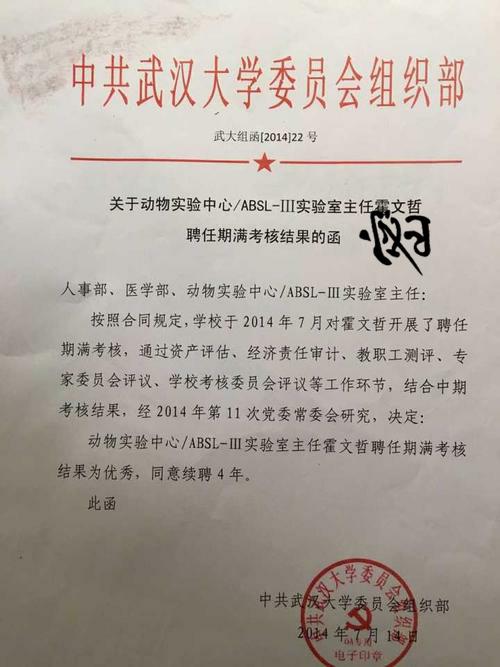 中共武汉大学委员会组织部
武大组函[2014]22 号
关于动物实验中心/ABSL-III实验室主任霍文哲
聘任期满考核结果的函
人事部、医学部、动物实验中心/ABSL-III实验室主任：
按照合同规定，学校于 2014 年 7 月对霍文哲开展了聘任
期满考核，通过资产评估、经济责任审计、教职工测评、专
家委员会评议、学校考核委员会评议等工作环节，结合中期
考核结果，经 2014 年第 11 次党委常委会研究，决定：
动物实验中心/ABSL-III实验室主任霍文哲聘任期满考核
结果为优秀，同意续聘 4 年。
此函
中共武汉大学委员会组织部
2014 年 7 月 14 日
中共武汉大学委员会组织部
OA专用
电子印章